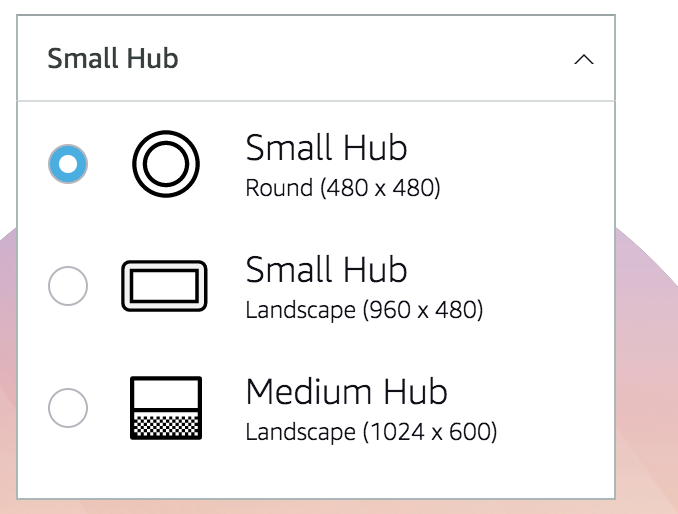 Small Hub
Small Hub
Round (480 x 480)
Small Hub
Landscape (960 x 480)
Medium Hub
Landscape (1024 x 600)